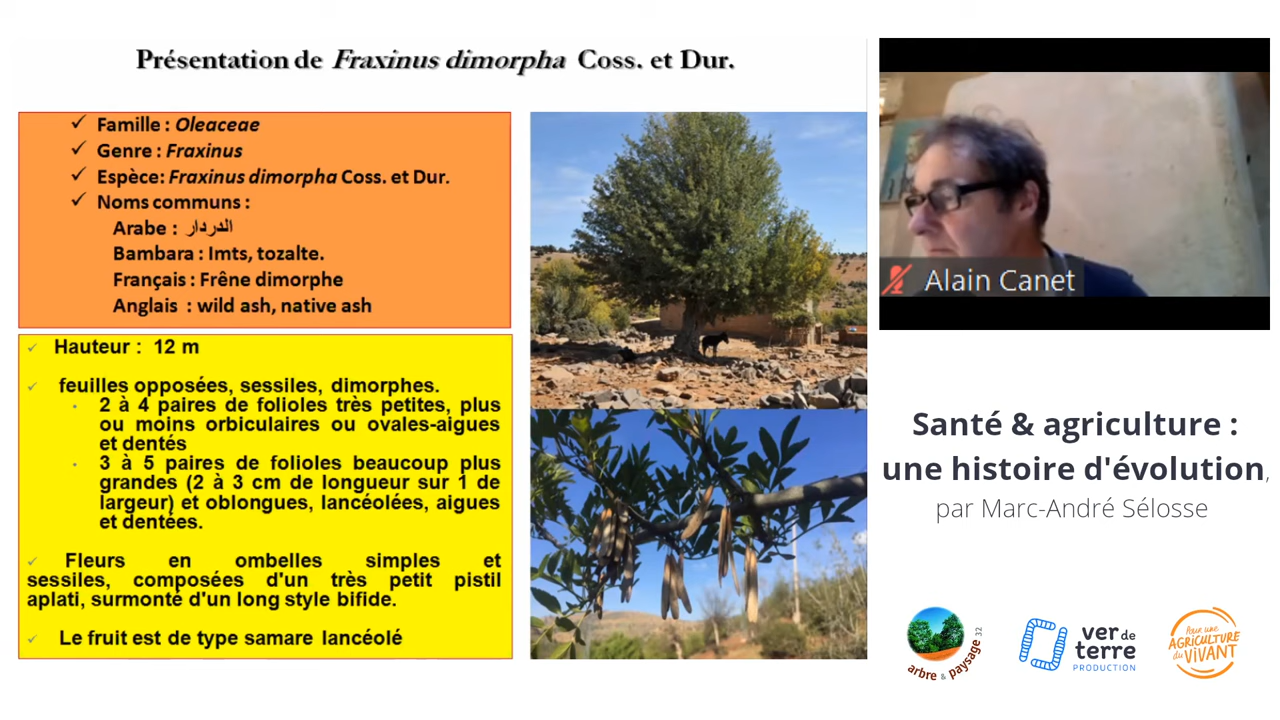 Présentation de Fraxinus dimorpha Coss. et Dur.
Famille : Oleaceae
Genre : Fraxinus
Espèce: Fraxinus dimorpha Coss. et Dur.
Noms communs :
Arabe : الدردار
Bambara : Imts, tozalte.
Français : Frêne dimorphe
Anglais : wild ash, native ash
Hauteur : 12 m
feuilles opposées, sessiles, dimorphes.
2 à 4 paires de folioles très petites, plus
ou moins orbiculaires ou ovales-aigues
et dentés
3 à 5 paires de folioles beaucoup plus
grandes (2 à 3 cm de longueur sur 1 de
largeur) et oblongues, lancéolées, aigues
et dentées.
Fleurs en ombelles simples et
sessiles, composées d'un très petit pistil
aplati, surmonté d'un long style bifide.
Le fruit est de type samare lancéolé
Alain Canet
Santé & agriculture :
une histoire d'évolution,
par Marc-André Sélosse
arbre & paysage 32
ver de
terre
PRODUCTION
Pour une
AGRICULTURE
du VIVANT